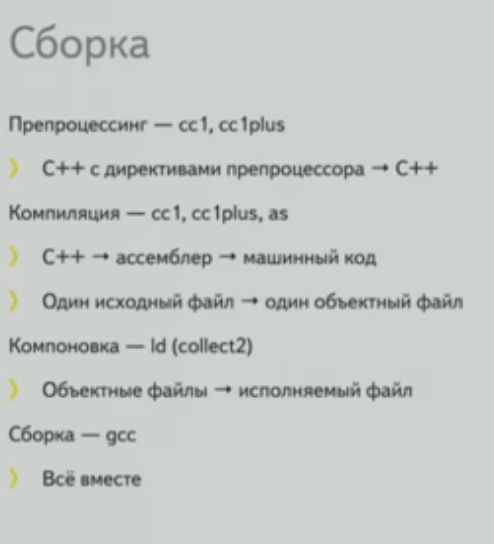 Сборка
Препроцессинг — cc1, cc1plus
› C++ с директивами препроцессора → C++
Компиляция — cc1, cc1plus, as
› C++ → ассемблер → машинный код
› Один исходный файл → один объектный файл
Компоновка — ld (collect2)
› Объектные файлы → исполняемый файл
Сборка — gcc
› Всё вместе